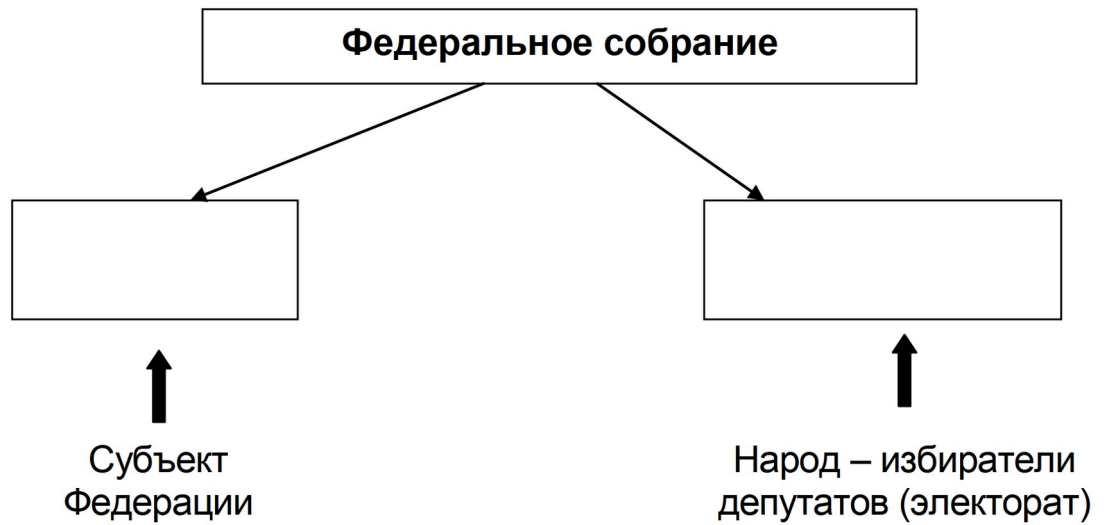 Федеральное собрание
Субъект
Федерации
Народ – избиратели
депутатов (электорат)